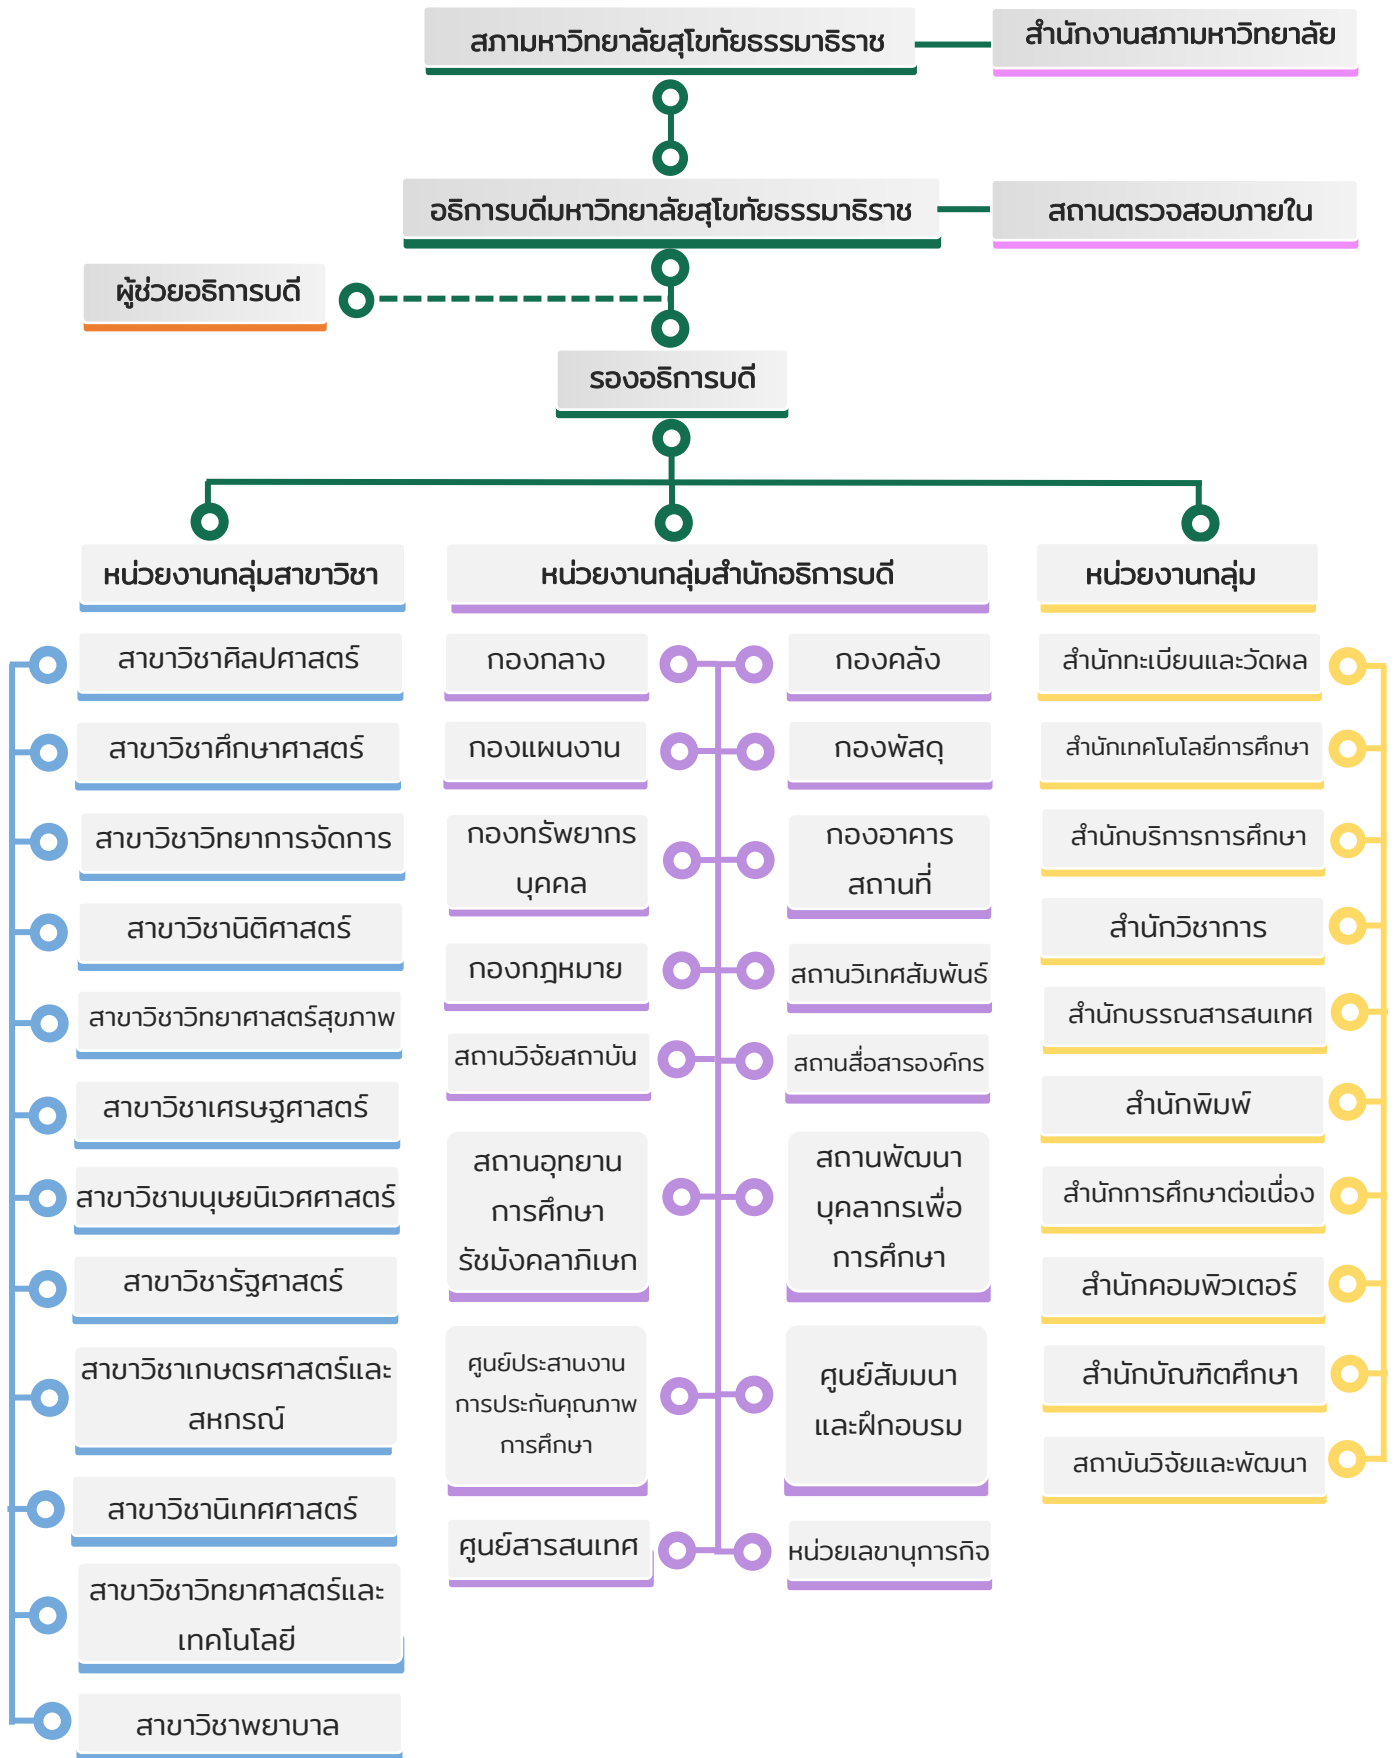 สภามหาวิทยาลัยสุโขทัยธรรมาธิราช
สำนักงานสภามหาวิทยาลัย
อธิการบดีมหาวิทยาลัยสุโขทัยธรรมาธิราช
สถานตรวจสอบภายใน
ผู้ช่วยอธิการบดี
รองอธิการบดี
หน่วยงานกลุ่มสาขาวิชา
สาขาวิชาศิลปศาสตร์
สาขาวิชาศึกษาศาสตร์
สาขาวิชาวิทยาการจัดการ
สาขาวิชานิติศาสตร์
สาขาวิชาวิทยาศาสตร์สุขภาพ
สาขาวิชาเศรษฐศาสตร์
สาขาวิชามนุษยนิเวศศาสตร์
สาขาวิชารัฐศาสตร์
สาขาวิชาเกษตรศาสตร์และ
สหกรณ์
สาขาวิชานิเทศศาสตร์
สาขาวิชาวิทยาศาสตร์และ
เทคโนโลยี
สาขาวิชาพยาบาล
หน่วยงานกลุ่มสำนักอธิการบดี
กองกลาง
กองคลัง
กองแผนงาน
กองพัสดุ
กองทรัพยากร
บุคคล
กองอาคาร
สถานที่
กองกฎหมาย
สถานวิเทศสัมพันธ์
สถานวิจัยสถาบัน
สถานสื่อสารองค์กร
สถานอุทยาน
การศึกษา
รัชมังคลาภิเษก
สถานพัฒนา
บุคลากรเพื่อ
การศึกษา
ศูนย์ประสานงาน
การประกันคุณภาพ
การศึกษา
ศูนย์สัมมนา
และฝึกอบรม
ศูนย์สารสนเทศ
หน่วยเลขานุการกิจ
หน่วยงานกลุ่ม
สำนักทะเบียนและวัดผล
สำนักเทคโนโลยีการศึกษา
สำนักบริการการศึกษา
สำนักวิชาการ
สำนักบรรณสารสนเทศ
สำนักพิมพ์
สำนักการศึกษาต่อเนื่อง
สำนักคอมพิวเตอร์
สำนักบัณฑิตศึกษา
สถาบันวิจัยและพัฒนา